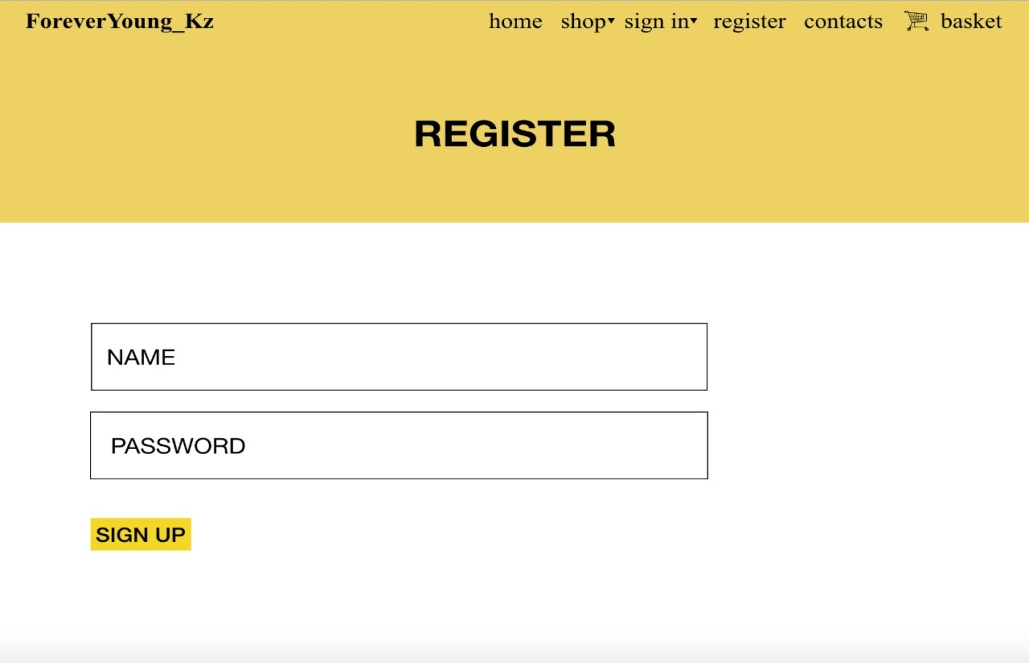 ForeverYoung_Kz home shop▾ sign in▾ register contacts basket
REGISTER
NAME
PASSWORD
SIGN UP